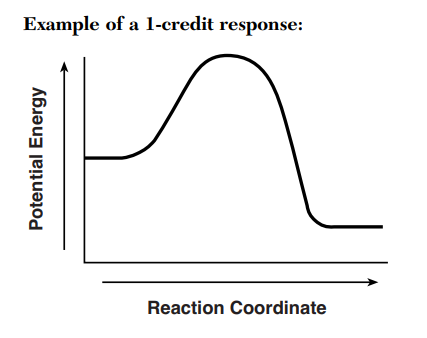 Example of a 1-credit response:
Potential Energy
Reaction Coordinate